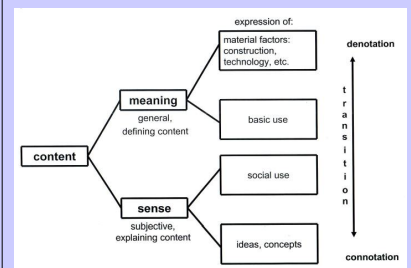 expression of:
material factors:
construction,
technology, etc.
denotation
meaning
general,
defining content
basic use
transition
content
social use
sense
subjective,
explaining content
ideas, concepts
connotation